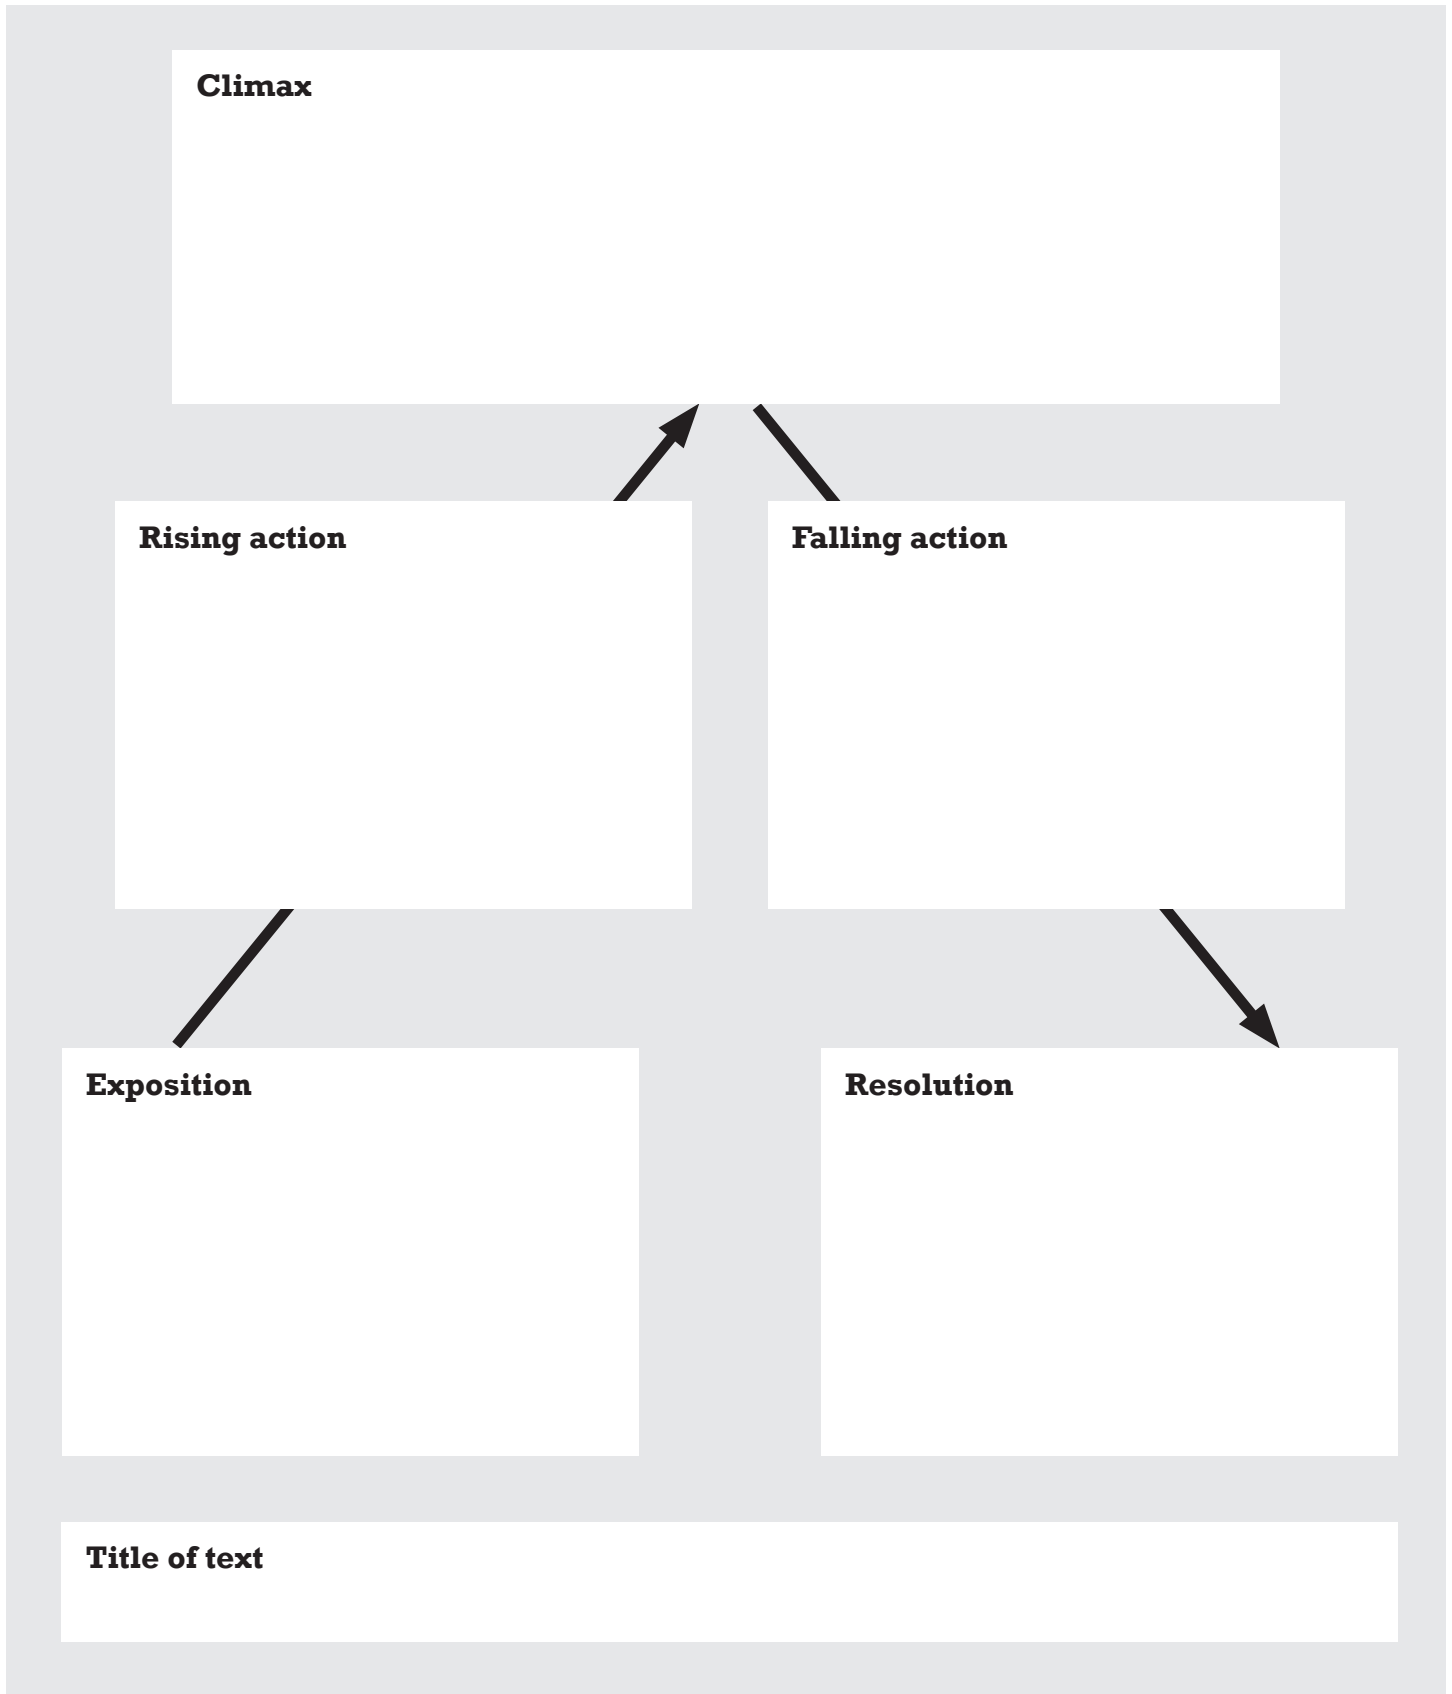 Climax
Rising action
Falling action
Exposition
Resolution
Title of text